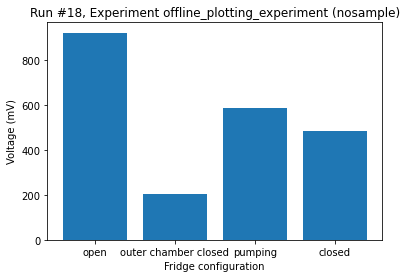 Run #18, Experiment offline_plotting_experiment (nosample)
800
600
400
200
0
Voltage (mV)
open
outer chamber closed
pumping
closed
Fridge configuration